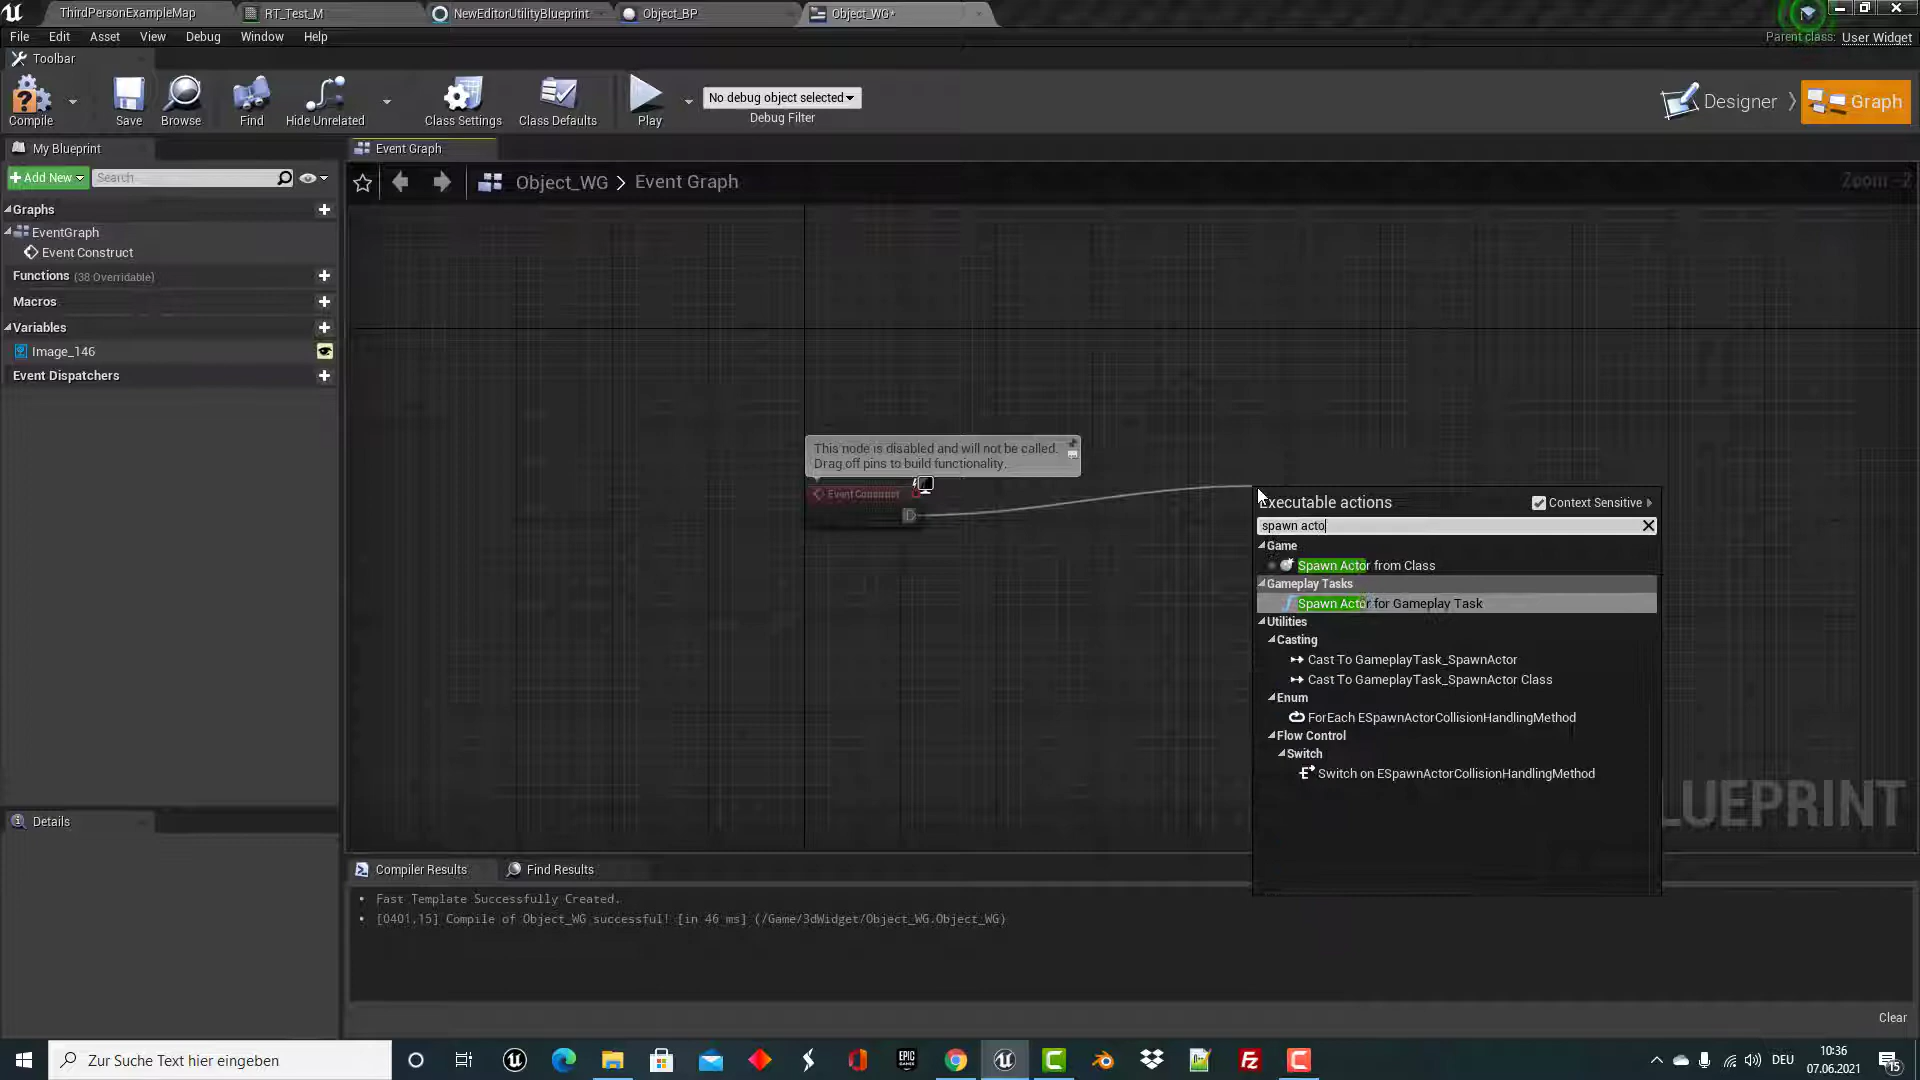 ThirdPersonExampleMap
RT_Test_M
NewEditorUtilityBlueprint
Object_BP
Object_WG*
File
Edit
Asset
View
Debug
Window
Help
Parent class: User Widget
Toolbar
Compile
Save
Browse
Find
Hide Unrelated
Class Settings
Class Defaults
Play
No debug object selected
Debug Filter
Designer
Graph
My Blueprint
Event Graph
+ Add New
Search
Object_WG > Event Graph
Zoom -2
Graphs
EventGraph
Event Construct
Functions (38 Overridable)
Macros
Variables
Image_146
Event Dispatchers
This node is disabled and will not be called.
Drag off pins to build functionality.
Event Construct
Executable actions
Context Sensitive
spawn acto
Game
Spawn Actor from Class
Gameplay Tasks
Spawn Actor for Gameplay Task
Utilities
Casting
Cast To GameplayTask_SpawnActor
Cast To GameplayTask_SpawnActor Class
Enum
ForEach ESpawnActorCollisionHandlingMethod
Flow Control
Switch
Switch on ESpawnActorCollisionHandlingMethod
LUEPRINT
Details
Compiler Results
Find Results
Fast Template Successfully Created.
[0401.15] Compile of Object_WG successful! [in 46 ms] (/Game/3dWidget/Object_WG.Object_WG)
Clear
Zur Suche Text hier eingeben
EPIC
DEU
10:36
07.06.2021
15